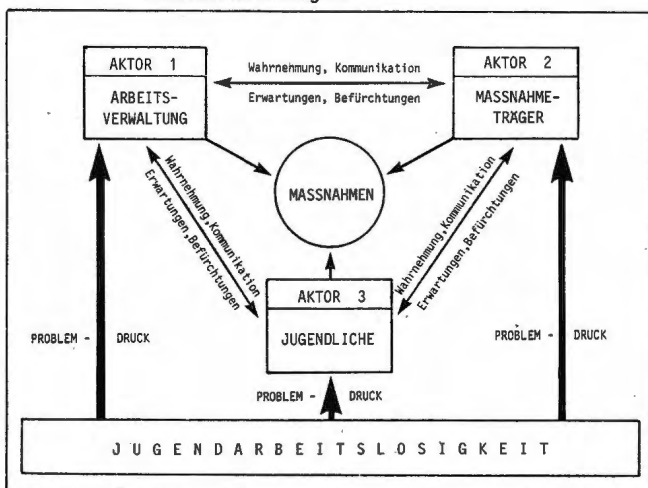 AKTOR 1
ARBEITS-
VERWALTUNG
Wahrnehmung, Kommunikation
Erwartungen, Befürchtungen
AKTOR 2
MASSNAHME-
TRÄGER
MASSNAHMEN
Wahrnehmung, Kommunikation
Erwartungen, Befürchtungen
Wahrnehmung, Kommunikation
Erwartungen, Befürchtungen
AKTOR 3
JUGENDLICHE
PROBLEM - DRUCK
PROBLEM - DRUCK
PROBLEM - DRUCK
JUGENDARBEITSLOSIGKEIT